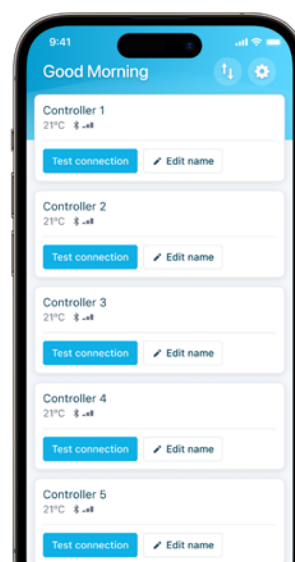 9:41
Good Morning
Controller 1
21°C
Test connection Edit name
Controller 2
21°C
Test connection Edit name
Controller 3
21°C
Test connection Edit name
Controller 4
21°C
Test connection Edit name
Controller 5
21°C
Test connection Edit name